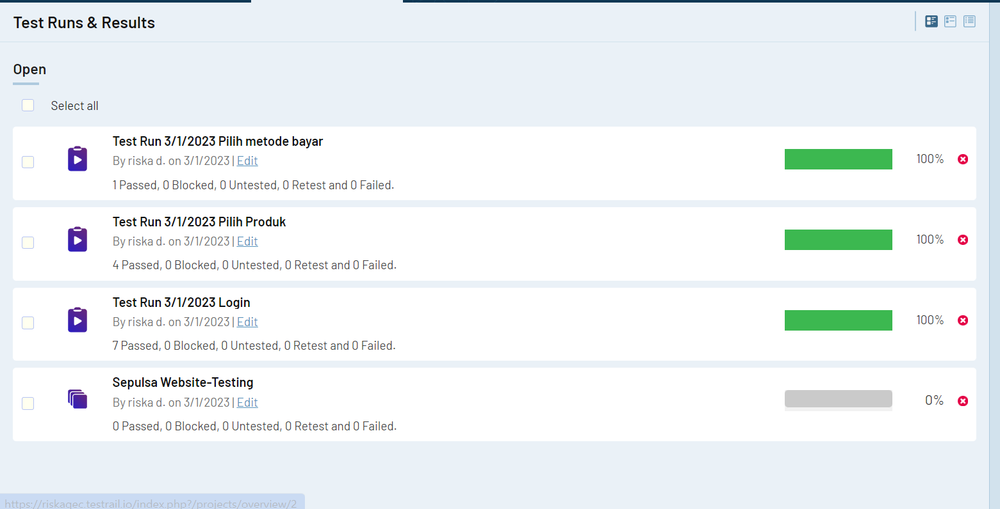 Test Runs & Results
Open
Select all
Test Run 3/1/2023 Pilih metode bayar
By riska d. on 3/1/2023 | Edit
1 Passed, 0 Blocked, 0 Untested, 0 Retest and 0 Failed.
100%
Test Run 3/1/2023 Pilih Produk
By riska d. on 3/1/2023 | Edit
4 Passed, 0 Blocked, 0 Untested, 0 Retest and 0 Failed.
100%
Test Run 3/1/2023 Login
By riska d. on 3/1/2023 | Edit
7 Passed, 0 Blocked, 0 Untested, 0 Retest and 0 Failed.
100%
Sepulsa Website-Testing
By riska d. on 3/1/2023 | Edit
0 Passed, 0 Blocked, 0 Untested, 0 Retest and 0 Failed.
0%
https://riskaqec.testrail.io/index.php?/projects/overview/2